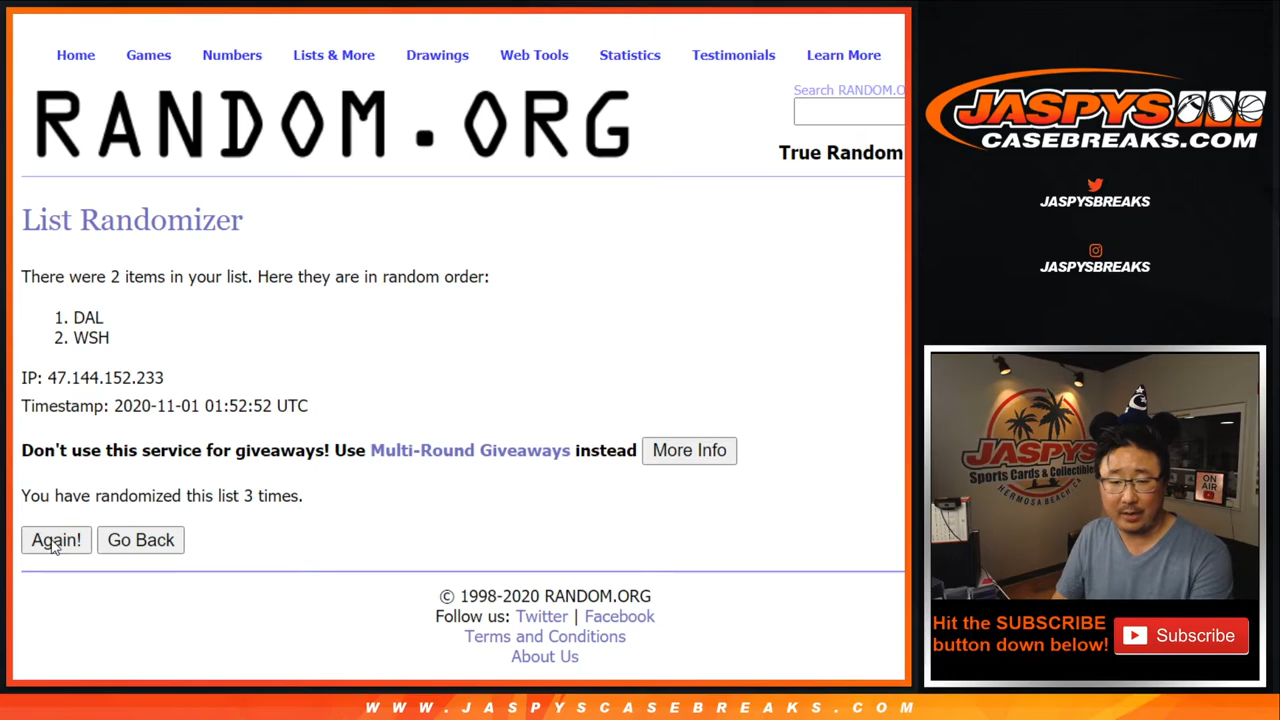 Home Games Numbers Lists & More Drawings Web Tools Statistics Testimonials Learn More
Search RANDOM.O
RANDOM.ORG
True Random
List Randomizer
There were 2 items in your list. Here they are in random order:
1. DAL
2. WSH
IP: 47.144.152.233
Timestamp: 2020-11-01 01:52:52 UTC
Don't use this service for giveaways! Use Multi-Round Giveaways instead More Info
You have randomized this list 3 times.
Again! Go Back
© 1998-2020 RANDOM.ORG
Follow us: Twitter | Facebook
Terms and Conditions
About Us
JASPYS
CASEBREAKS.COM
JASPYSBREAKS
JASPYSBREAKS
JASPYS
Sports Cards & Collectibles
HERMOSA BEACH, CA
ON AIR
Hit the SUBSCRIBE
button down below!
Subscribe
WWW.JASPYSCASEBREAKS.COM